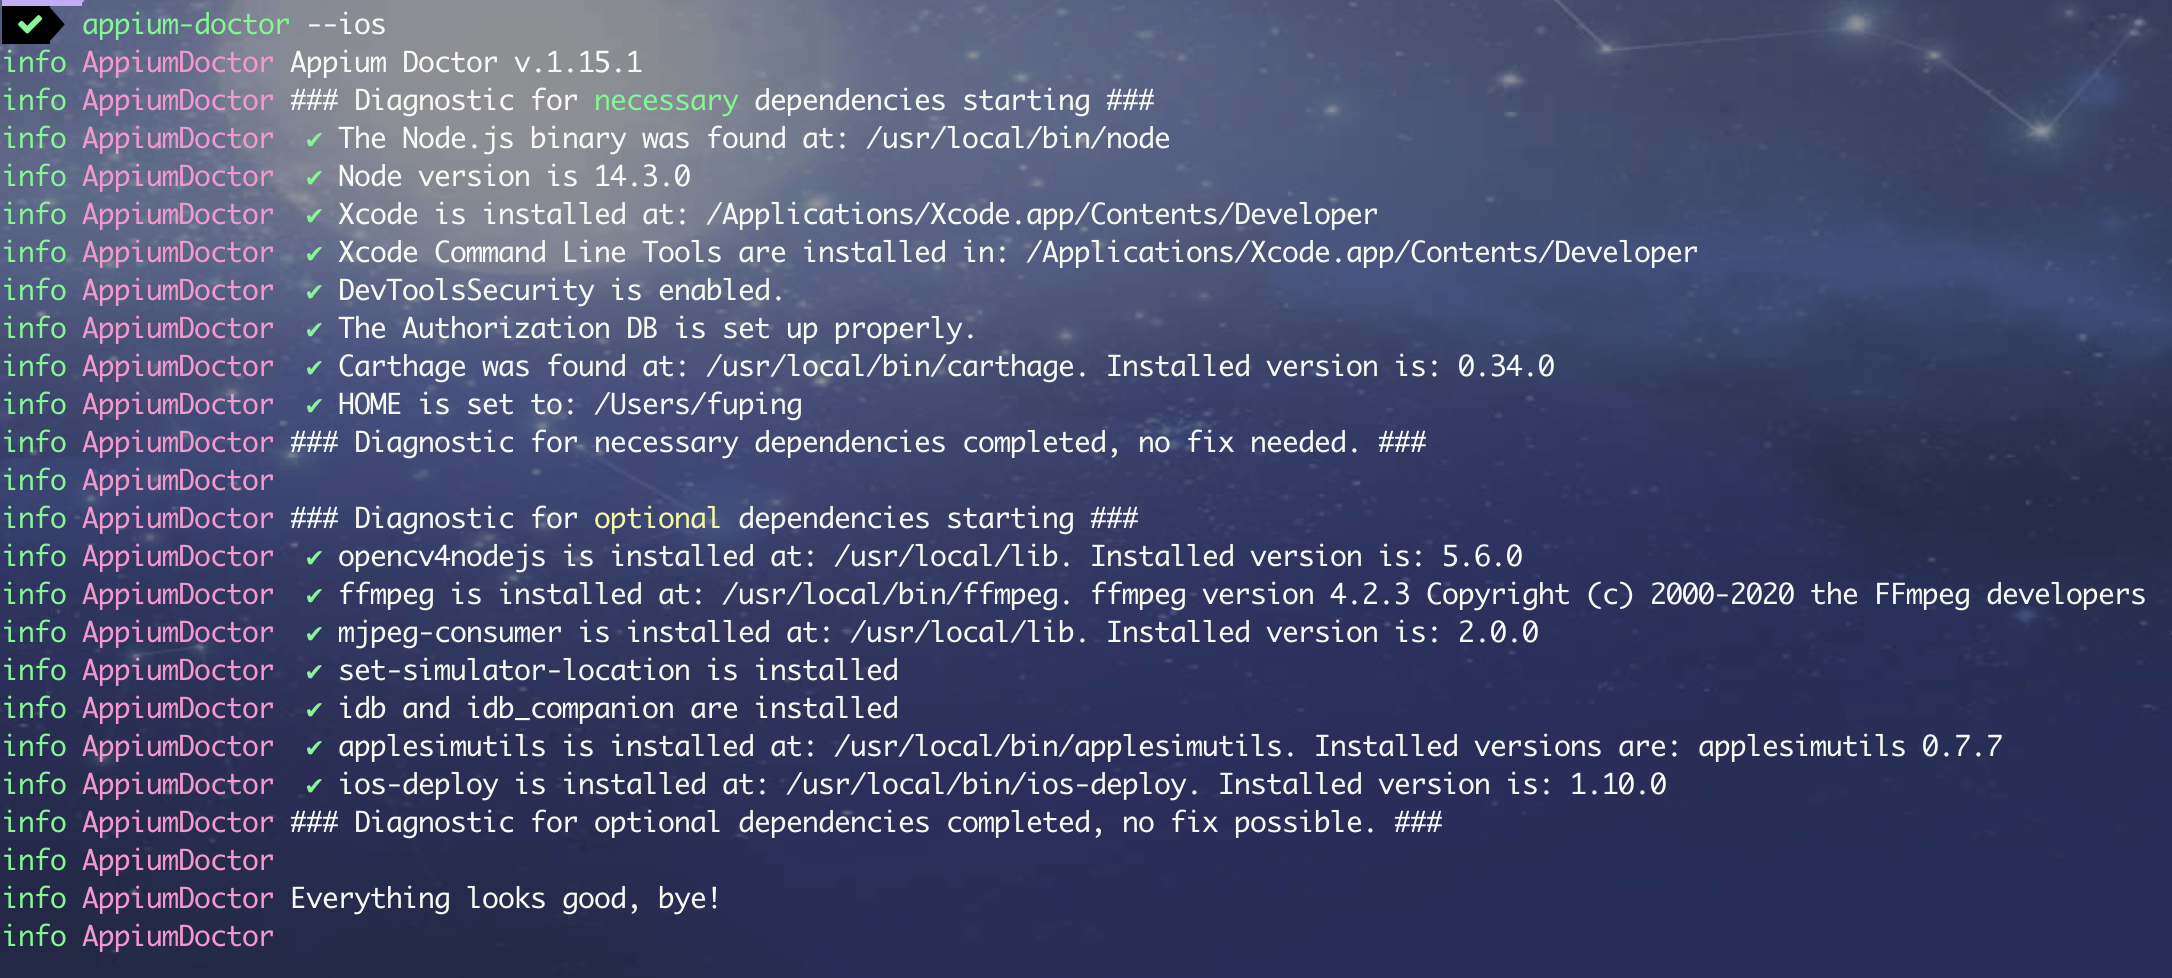 ✔ appium-doctor --ios
info AppiumDoctor Appium Doctor v.1.15.1
info AppiumDoctor ### Diagnostic for necessary dependencies starting ###
info AppiumDoctor  ✔ The Node.js binary was found at: /usr/local/bin/node
info AppiumDoctor  ✔ Node version is 14.3.0
info AppiumDoctor  ✔ Xcode is installed at: /Applications/Xcode.app/Contents/Developer
info AppiumDoctor  ✔ Xcode Command Line Tools are installed in: /Applications/Xcode.app/Contents/Developer
info AppiumDoctor  ✔ DevToolsSecurity is enabled.
info AppiumDoctor  ✔ The Authorization DB is set up properly.
info AppiumDoctor  ✔ Carthage was found at: /usr/local/bin/carthage. Installed version is: 0.34.0
info AppiumDoctor  ✔ HOME is set to: /Users/fuping
info AppiumDoctor ### Diagnostic for necessary dependencies completed, no fix needed. ###
info AppiumDoctor
info AppiumDoctor ### Diagnostic for optional dependencies starting ###
info AppiumDoctor  ✔ opencv4nodejs is installed at: /usr/local/lib. Installed version is: 5.6.0
info AppiumDoctor  ✔ ffmpeg is installed at: /usr/local/bin/ffmpeg. ffmpeg version 4.2.3 Copyright (c) 2000-2020 the FFmpeg developers
info AppiumDoctor  ✔ mjpeg-consumer is installed at: /usr/local/lib. Installed version is: 2.0.0
info AppiumDoctor  ✔ set-simulator-location is installed
info AppiumDoctor  ✔ idb and idb_companion are installed
info AppiumDoctor  ✔ applesimutils is installed at: /usr/local/bin/applesimutils. Installed versions are: applesimutils 0.7.7
info AppiumDoctor  ✔ ios-deploy is installed at: /usr/local/bin/ios-deploy. Installed version is: 1.10.0
info AppiumDoctor ### Diagnostic for optional dependencies completed, no fix possible. ###
info AppiumDoctor
info AppiumDoctor Everything looks good, bye!
info AppiumDoctor